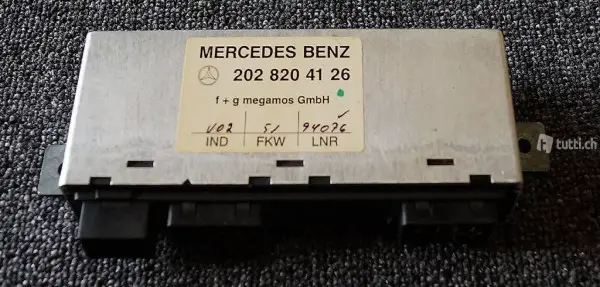 MERCEDES BENZ
202 820 41 26
f + g megamos GmbH
V02 51 94076
IND FKW LNR
tutti.ch